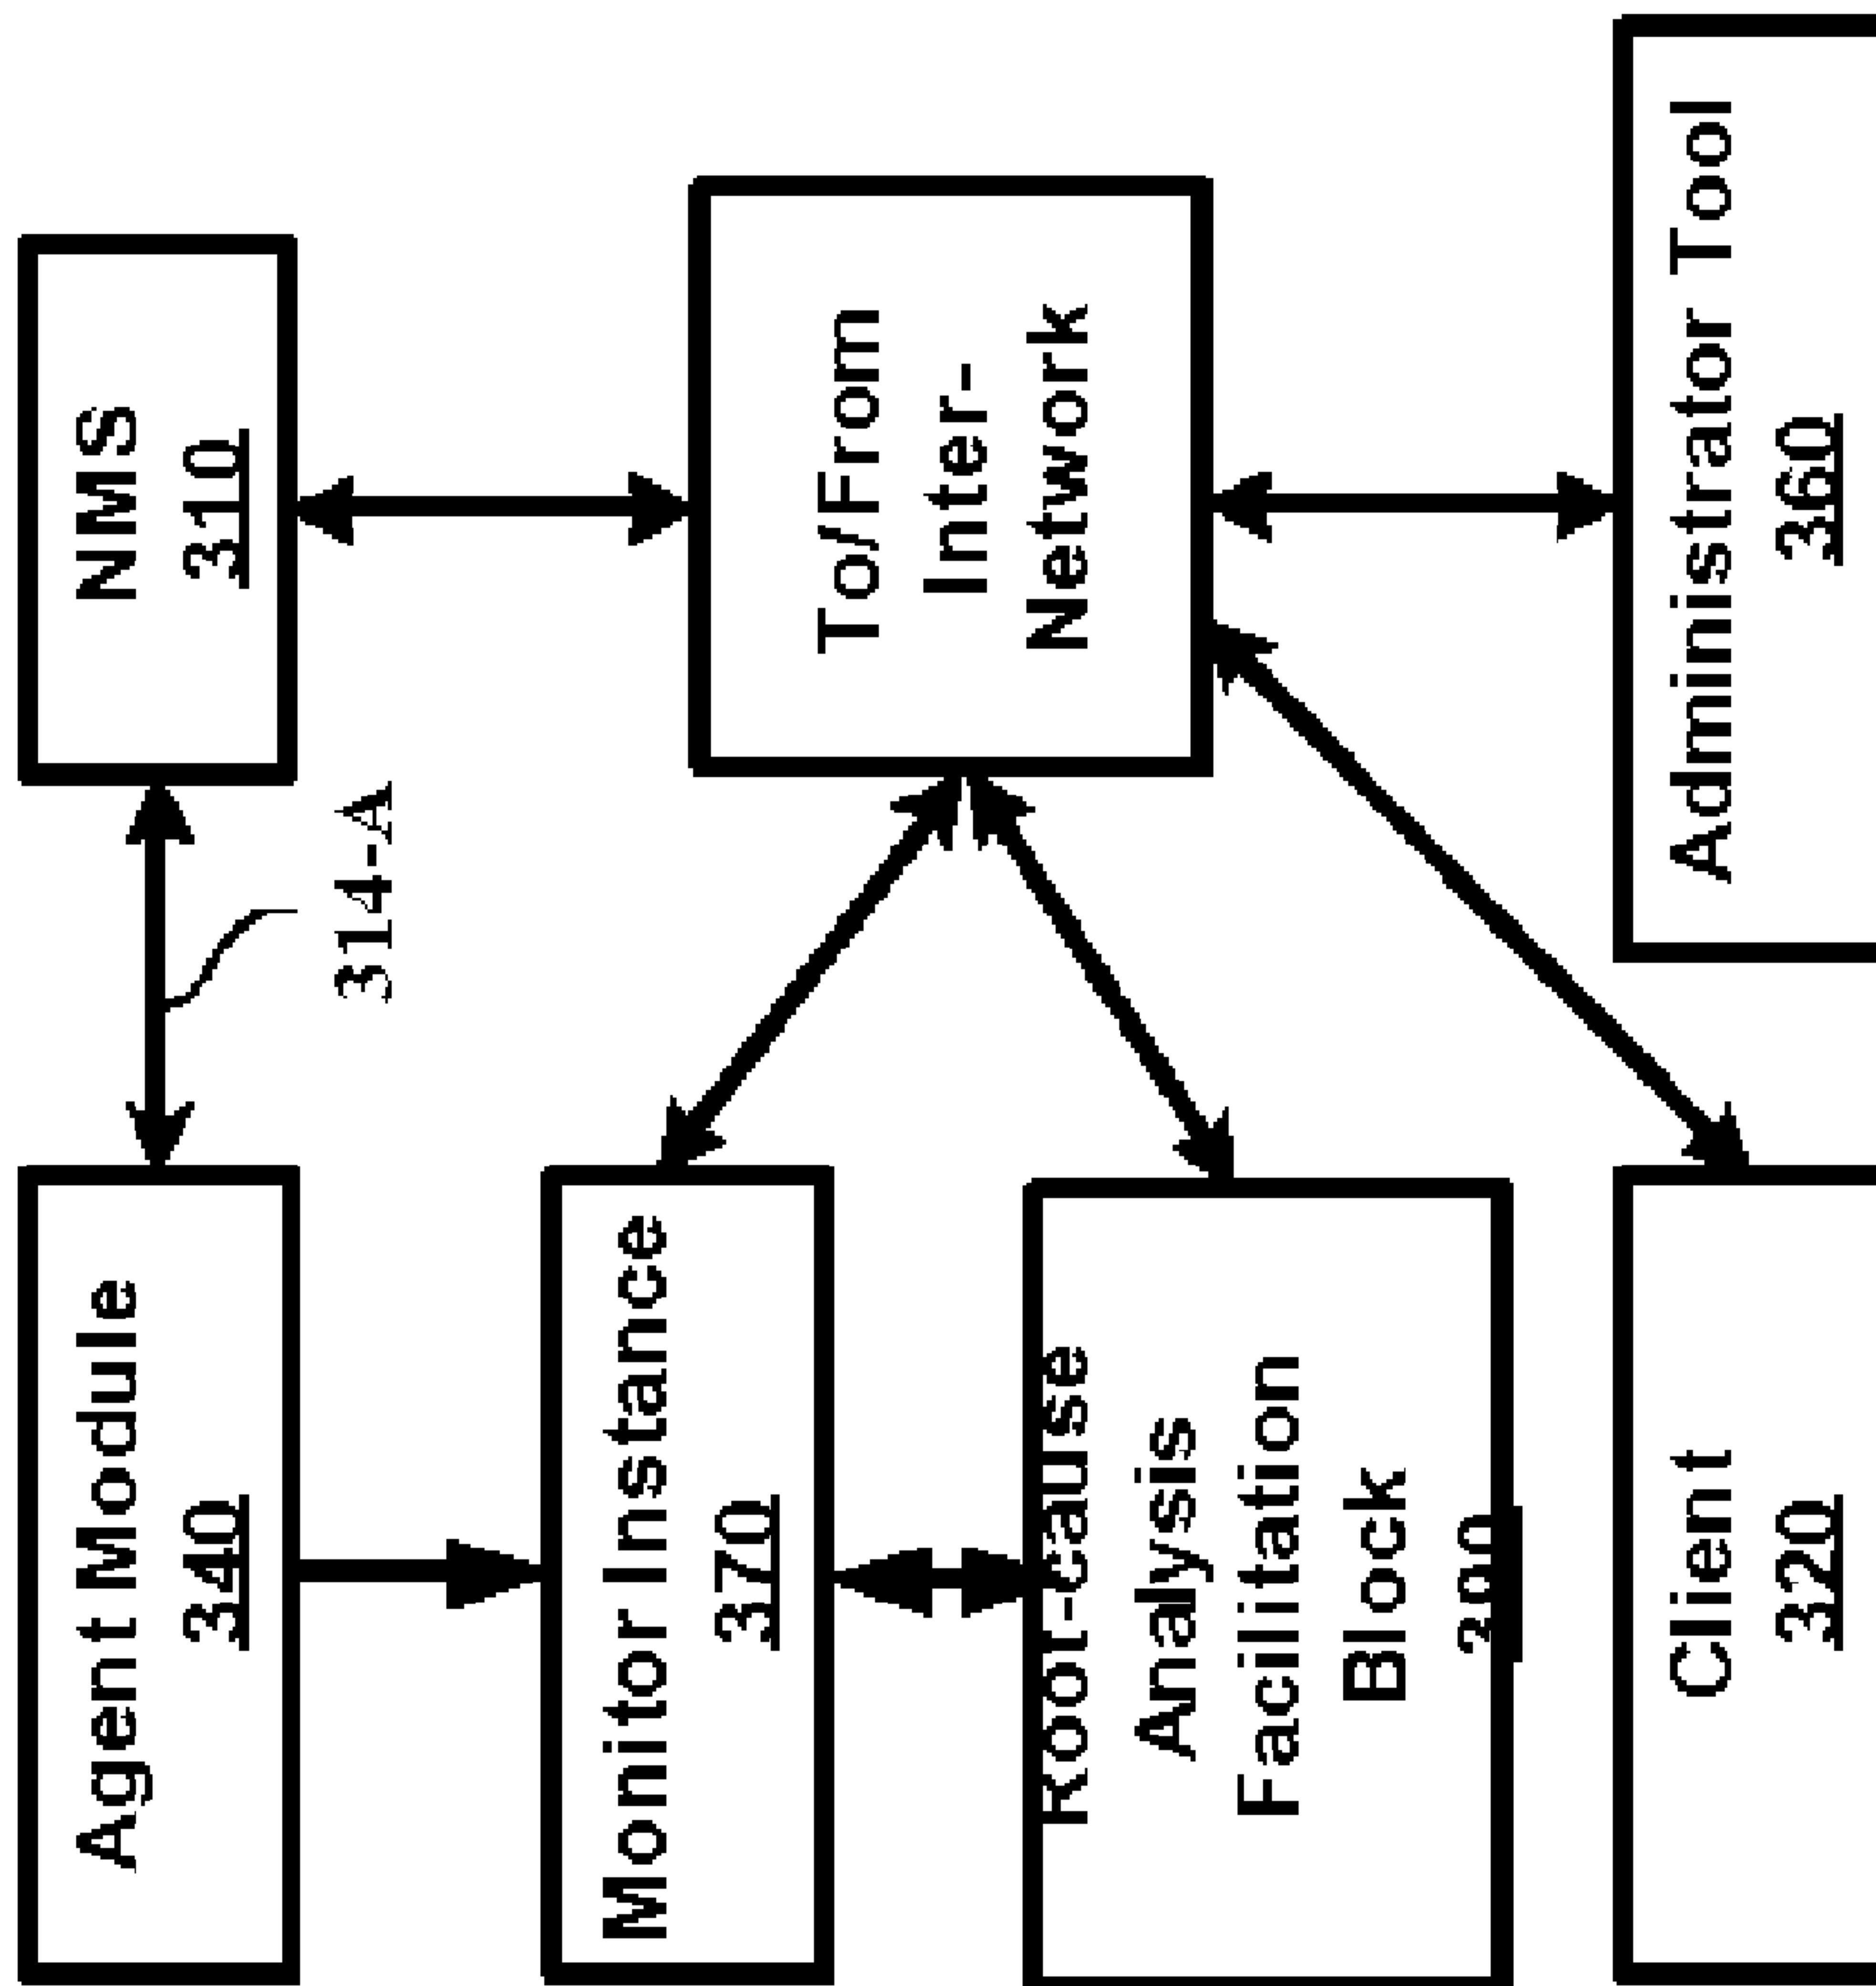 Agent Module
340
NMS
310
314-A
Monitor Instance
370
To/From
Inter-
Network
Root-cause
Analysis
Facilitation
Block
Client
320
Administrator Tool
360